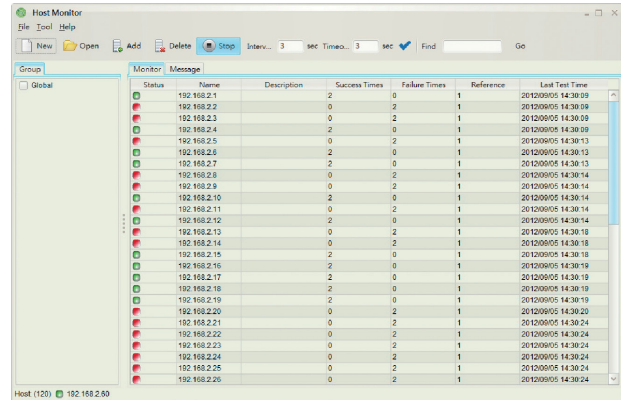 Host Monitor
File Tool Help
New Open Add Delete Stop Interv... 3 sec Timeo... 3 sec Find Go
Group Monitor Message
Global
Status Name Description Success Times Failure Times Reference Last Test Time
192.168.2.1 2 0 1 2012/09/05 14:30:09
192.168.2.2 0 2 1 2012/09/05 14:30:09
192.168.2.3 0 2 1 2012/09/05 14:30:09
192.168.2.4 2 0 1 2012/09/05 14:30:09
192.168.2.5 0 2 1 2012/09/05 14:30:13
192.168.2.6 2 0 1 2012/09/05 14:30:13
192.168.2.7 2 0 1 2012/09/05 14:30:13
192.168.2.8 0 2 1 2012/09/05 14:30:14
192.168.2.9 0 2 1 2012/09/05 14:30:14
192.168.2.10 2 0 1 2012/09/05 14:30:14
192.168.2.11 0 2 1 2012/09/05 14:30:14
192.168.2.12 2 0 1 2012/09/05 14:30:14
192.168.2.13 0 2 1 2012/09/05 14:30:18
192.168.2.14 0 2 1 2012/09/05 14:30:18
192.168.2.15 2 0 1 2012/09/05 14:30:18
192.168.2.16 2 0 1 2012/09/05 14:30:19
192.168.2.17 2 0 1 2012/09/05 14:30:19
192.168.2.18 2 0 1 2012/09/05 14:30:19
192.168.2.19 2 0 1 2012/09/05 14:30:19
192.168.2.20 0 2 1 2012/09/05 14:30:20
192.168.2.21 0 2 1 2012/09/05 14:30:24
192.168.2.22 0 2 1 2012/09/05 14:30:24
192.168.2.23 0 2 1 2012/09/05 14:30:24
192.168.2.24 0 2 1 2012/09/05 14:30:24
192.168.2.25 0 2 1 2012/09/05 14:30:24
192.168.2.26 0 2 1 2012/09/05 14:30:24
Host (120) 192.168.2.60